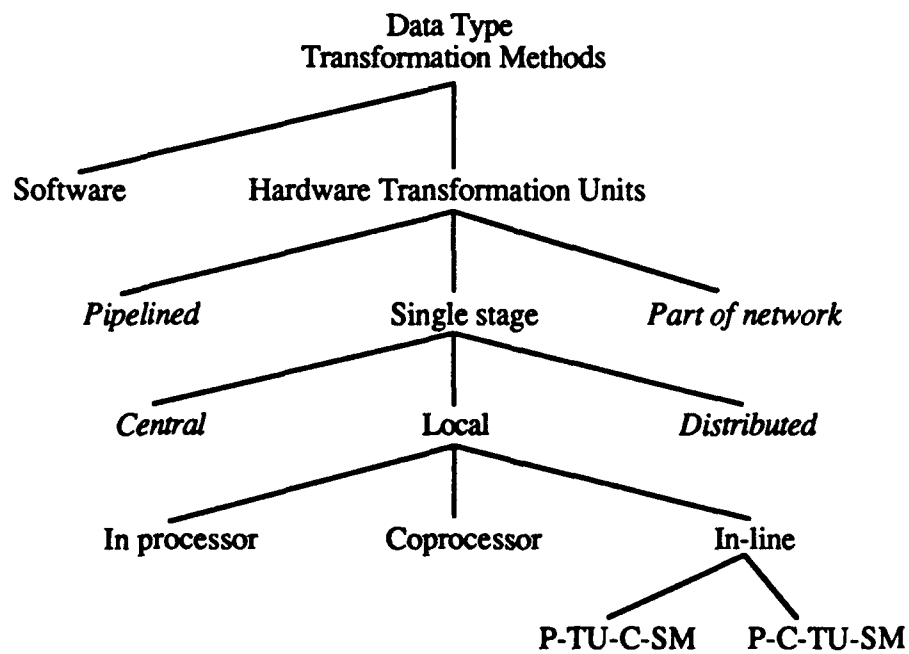 Data Type
Transformation Methods
Software
Hardware Transformation Units
Pipelined
Single stage
Part of network
Central
Local
Distributed
In processor
Coprocessor
In-line
P-TU-C-SM
P-C-TU-SM